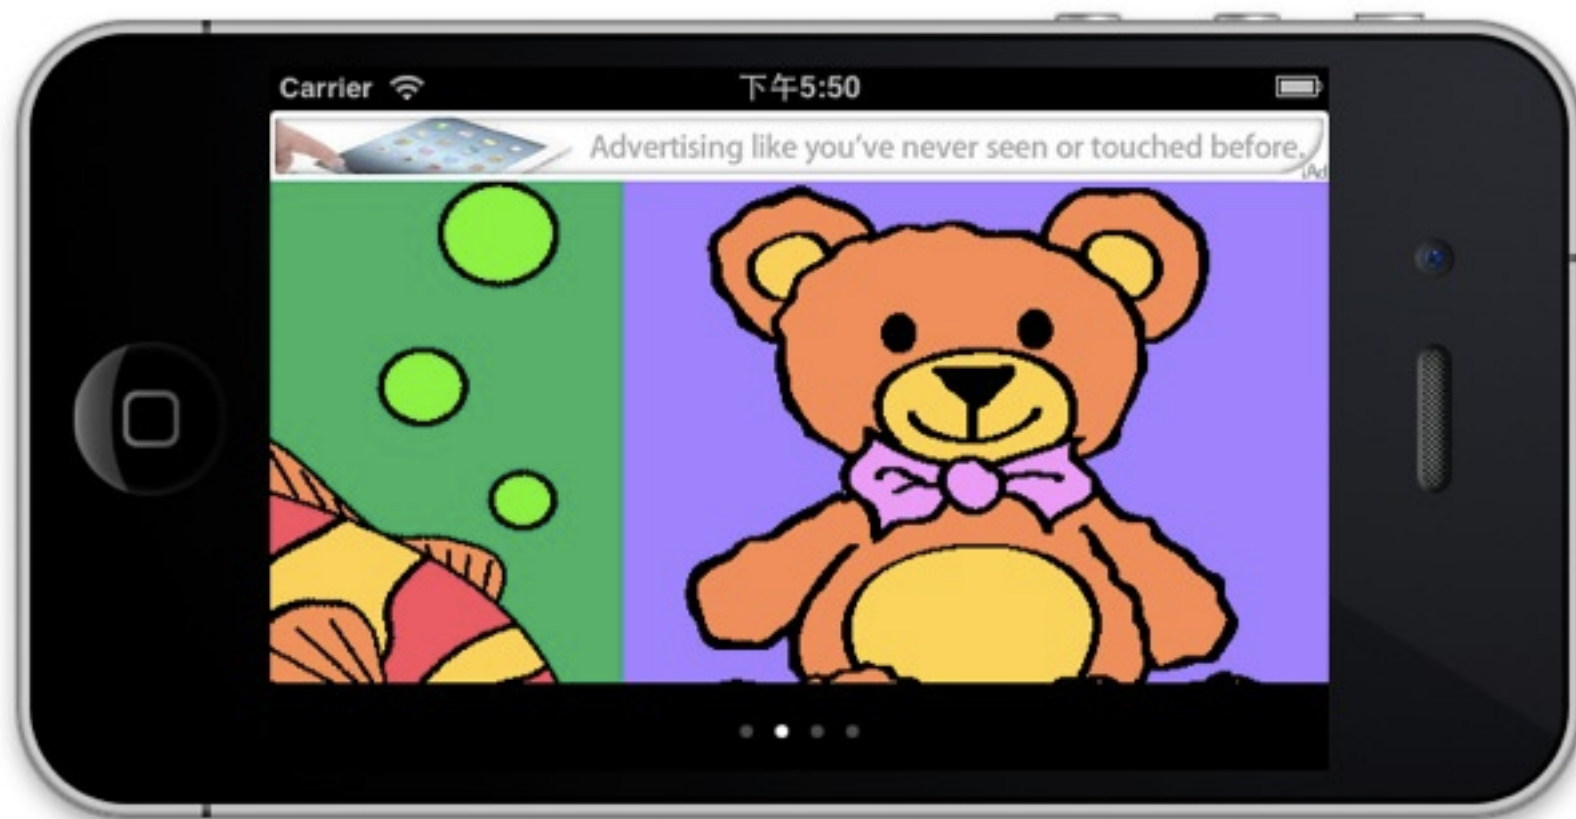 Carrier
下午5:50
Advertising like you've never seen or touched before.
iAd